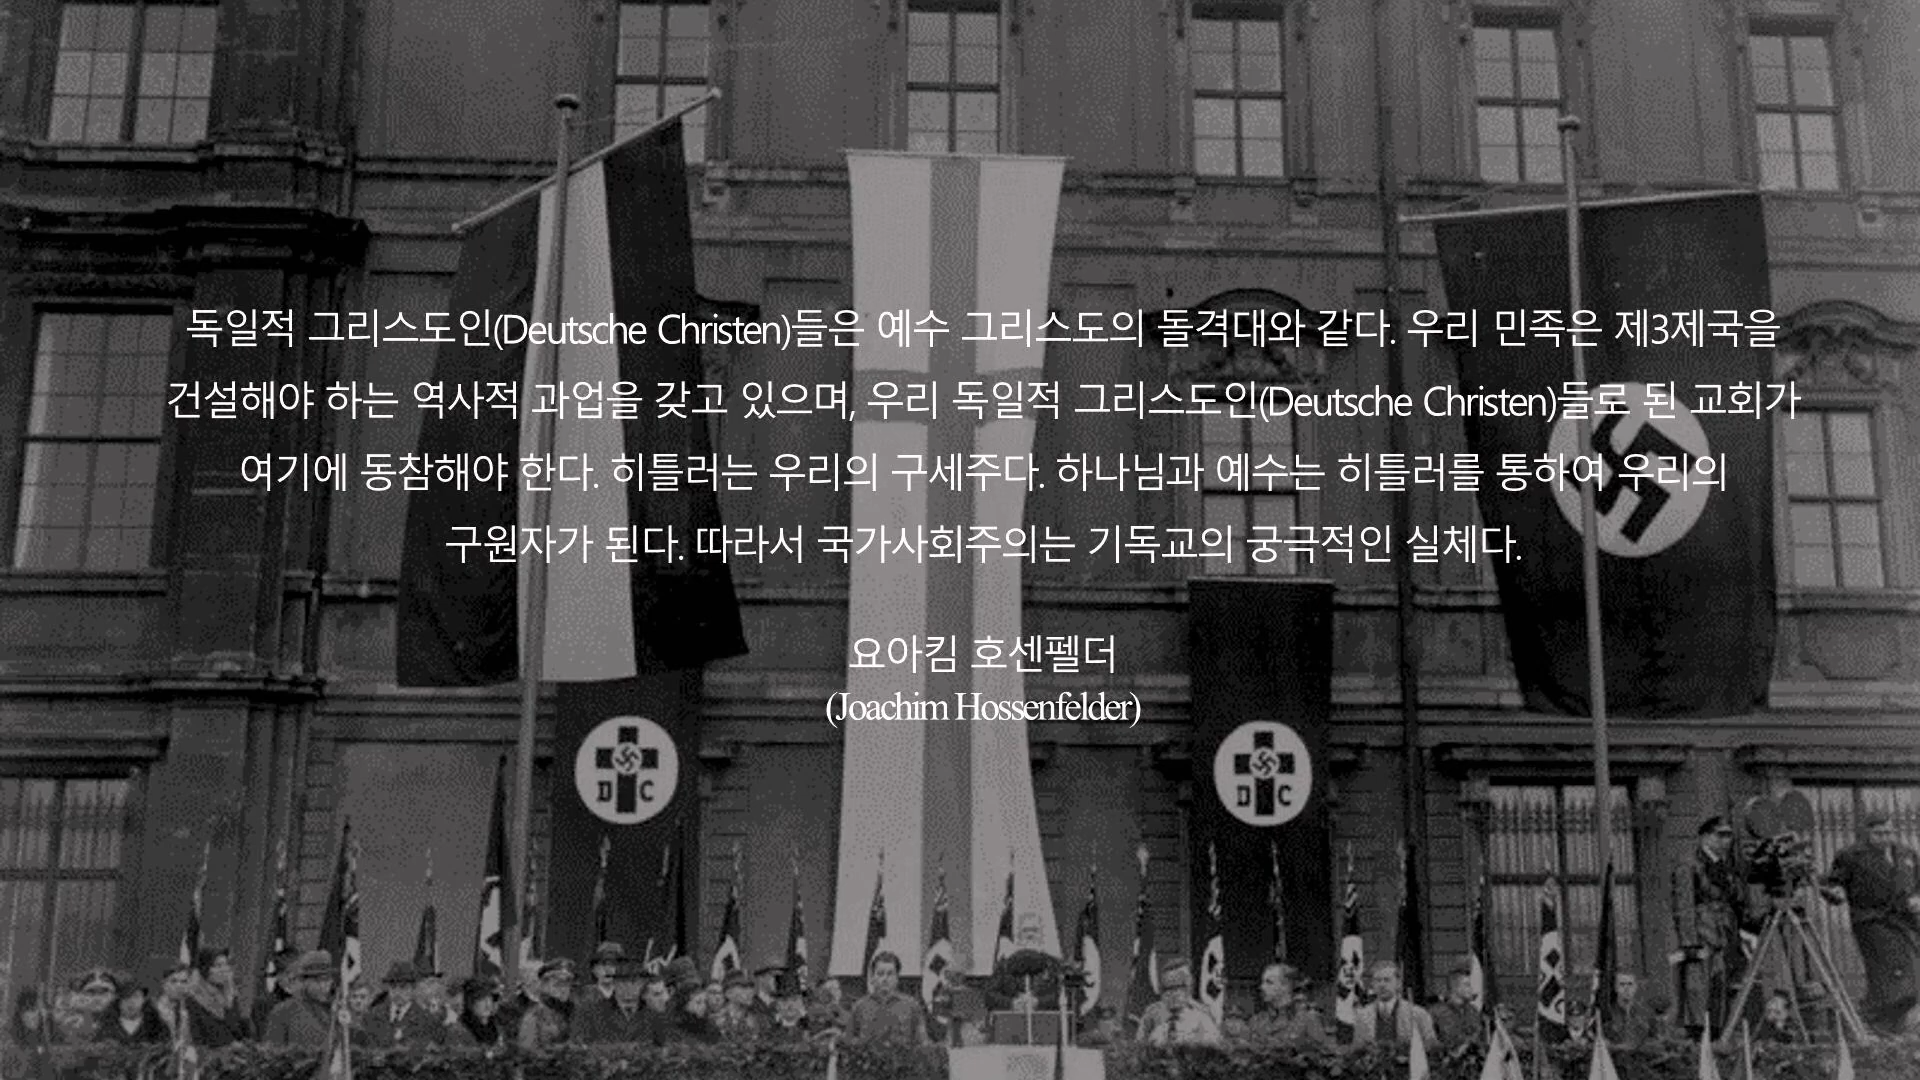 독일적 그리스도인(Deutsche Christen)들은 예수 그리스도의 돌격대와 같다. 우리 민족은 제3제국을
건설해야 하는 역사적 과업을 갖고 있으며, 우리 독일적 그리스도인(Deutsche Christen)들로 된 교회가
여기에 동참해야 한다. 히틀러는 우리의 구세주다. 하나님과 예수는 히틀러를 통하여 우리의
구원자가 된다. 따라서 국가사회주의는 기독교의 궁극적인 실체다.
요아킴 호센펠더
(Joachim Hossenfelder)
D C
D C